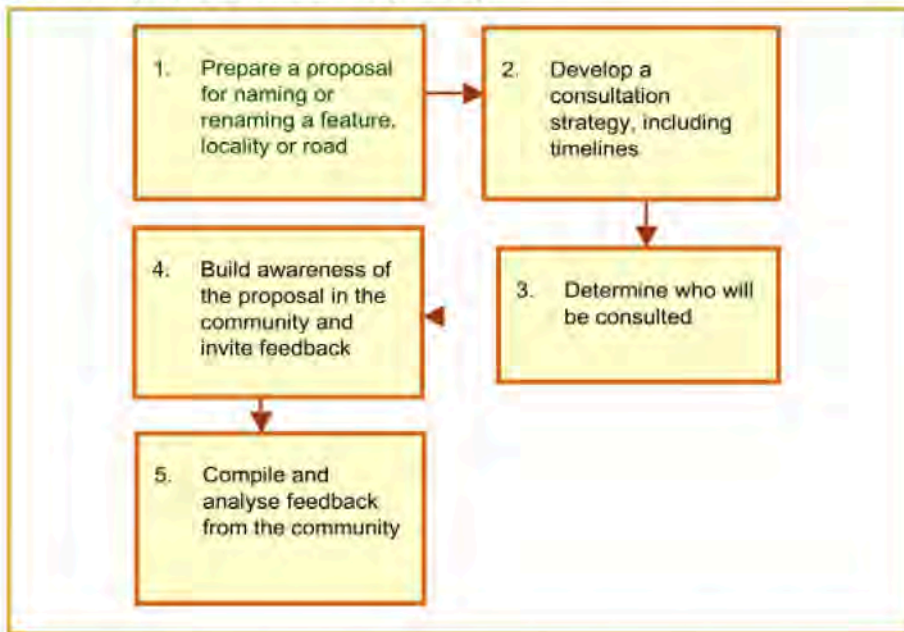 1. Prepare a proposal
for naming or
renaming a feature,
locality or road
2. Develop a
consultation
strategy, including
timelines
3. Determine who will
be consulted
4. Build awareness of
the proposal in the
community and
invite feedback
5. Compile and
analyse feedback
from the community